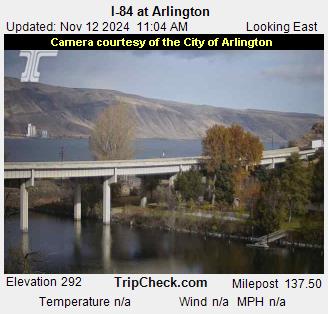 I-84 at Arlington
Updated: Nov 12 2024 11:04 AM Looking East
Camera courtesy of the City of Arlington
Elevation 292 TripCheck.com Milepost 137.50
Temperature n/a Wind n/a MPH n/a